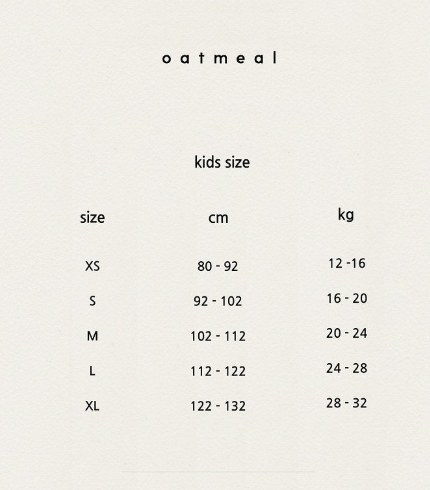 oatmeal
kids size
size cm kg
XS 80 - 92 12 -16
S 92 - 102 16 - 20
M 102 - 112 20 - 24
L 112 - 122 24 - 28
XL 122 - 132 28 - 32